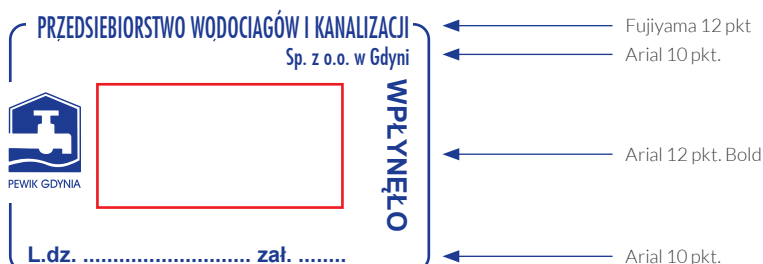 PRZEDSIEBIORSTWO WODOCIAGÓW I KANALIZACJI
Sp. z o.o. w Gdyni
WPŁYNĘŁO
PEWIK GDYNIA
L.dz. ............................ zał. ........
Fujiyama 12 pkt
Arial 10 pkt.
Arial 12 pkt. Bold
Arial 10 pkt.